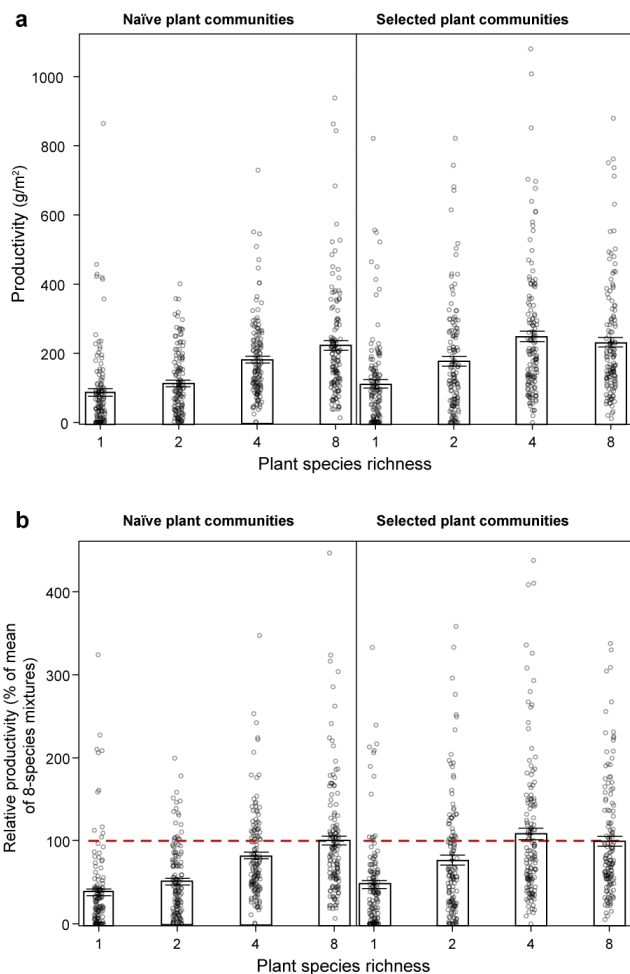 a
Naïve plant communities
Selected plant communities
Productivity (g/m²)
1000
800
600
400
200
0
1 2 4 8 1 2 4 8
Plant species richness
b
Naïve plant communities
Selected plant communities
Relative productivity (% of mean
of 8-species mixtures)
400
300
200
100
0
1 2 4 8 1 2 4 8
Plant species richness